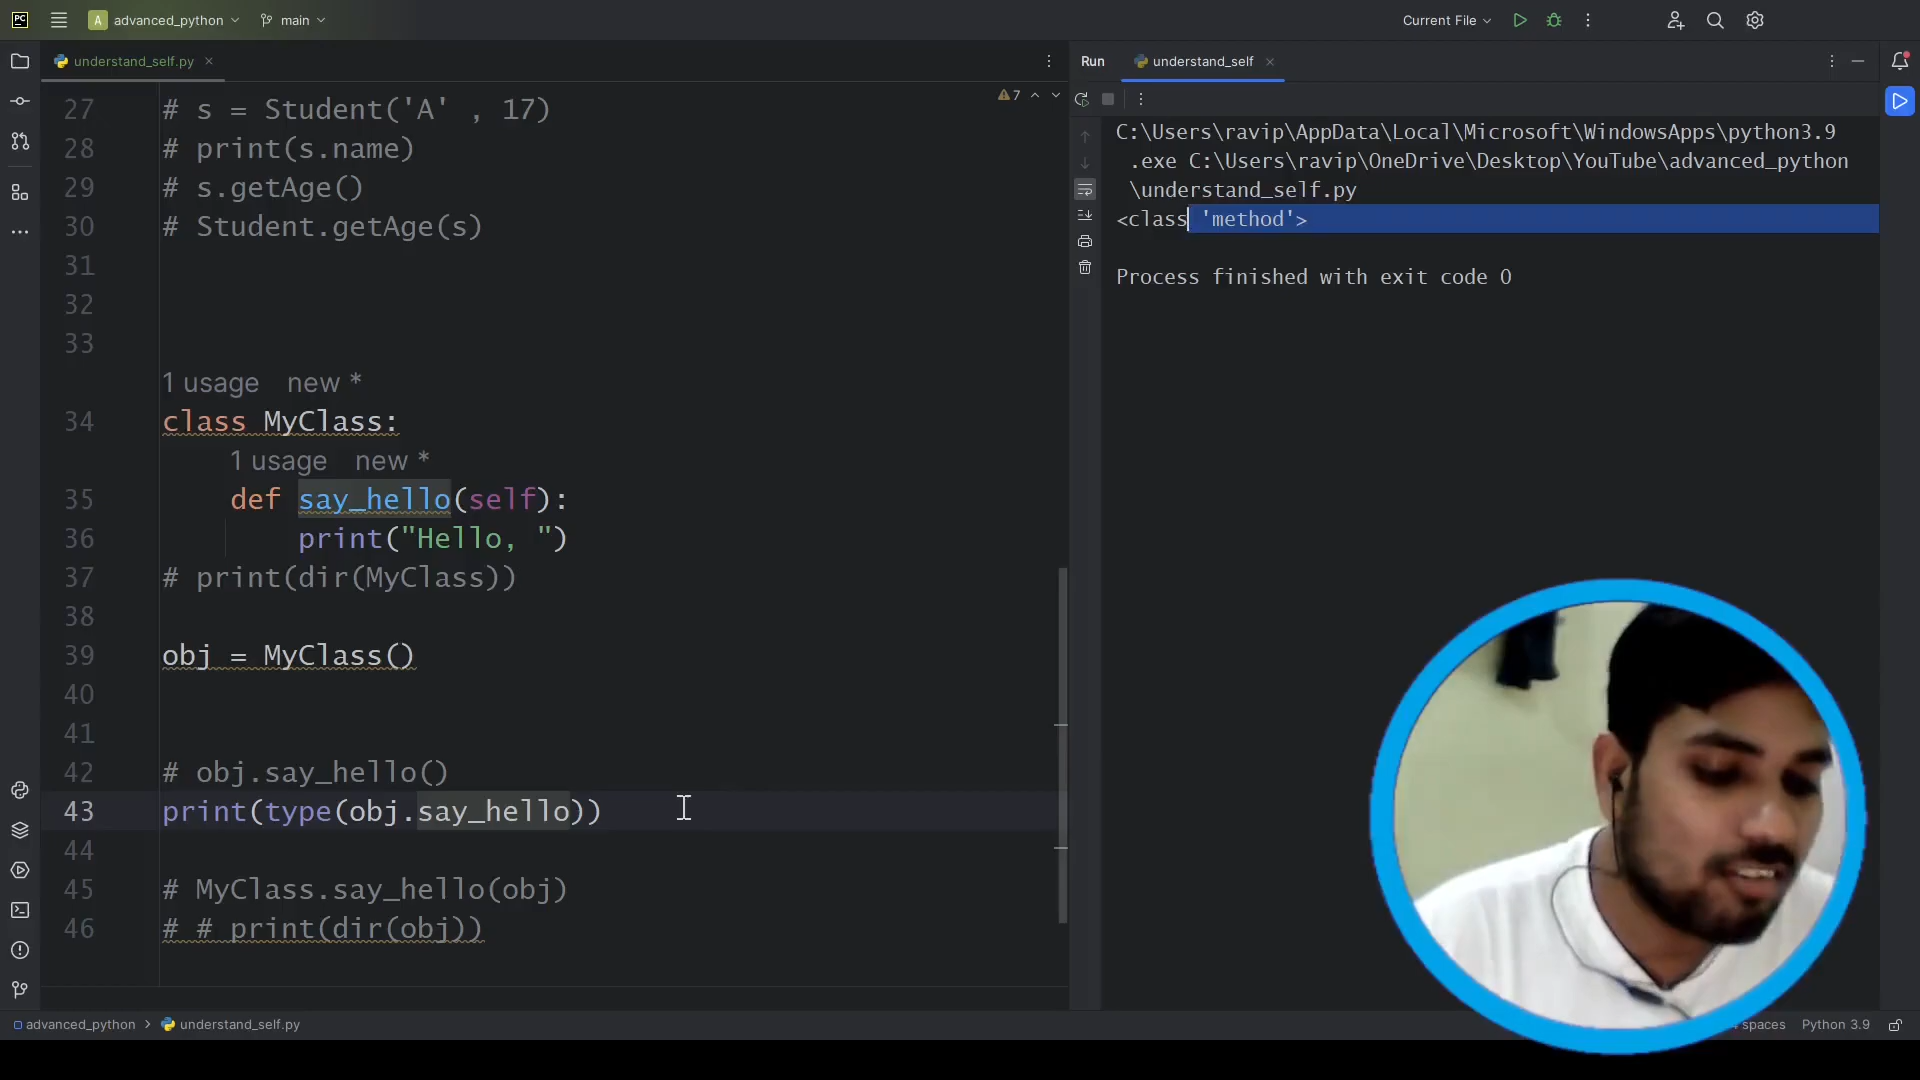 PC
A advanced_python
main
Current File
understand_self.py
7
27 # s = Student('A' , 17)
28 # print(s.name)
29 # s.getAge()
30 # Student.getAge(s)
31
32
33
1 usage new *
34 class MyClass:
1 usage new *
35 def say_hello(self):
36 print("Hello, ")
37 # print(dir(MyClass))
38
39 obj = MyClass()
40
41
42 # obj.say_hello()
43 print(type(obj.say_hello))
44
45 # MyClass.say_hello(obj)
46 # # print(dir(obj))
Run understand_self
C:\Users\ravip\AppData\Local\Microsoft\WindowsApps\python3.9
.exe C:\Users\ravip\OneDrive\Desktop\YouTube\advanced_python
\understand_self.py
<class 'method'>
Process finished with exit code 0
advanced_python > understand_self.py
spaces Python 3.9